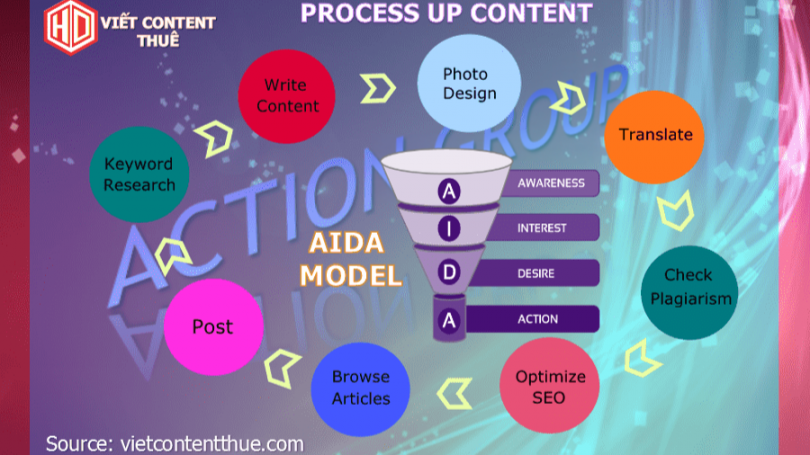 HD
VIẾT CONTENT
THUÊ
PROCESS UP CONTENT
Write
Content
Photo
Design
Translate
Keyword
Research
ACTION GROUP
A
AWARENESS
I
INTEREST
D
DESIRE
A
ACTION
AIDA
MODEL
Check
Plagiarism
Post
Browse
Articles
Optimize
SEO
Source: vietcontentthue.com